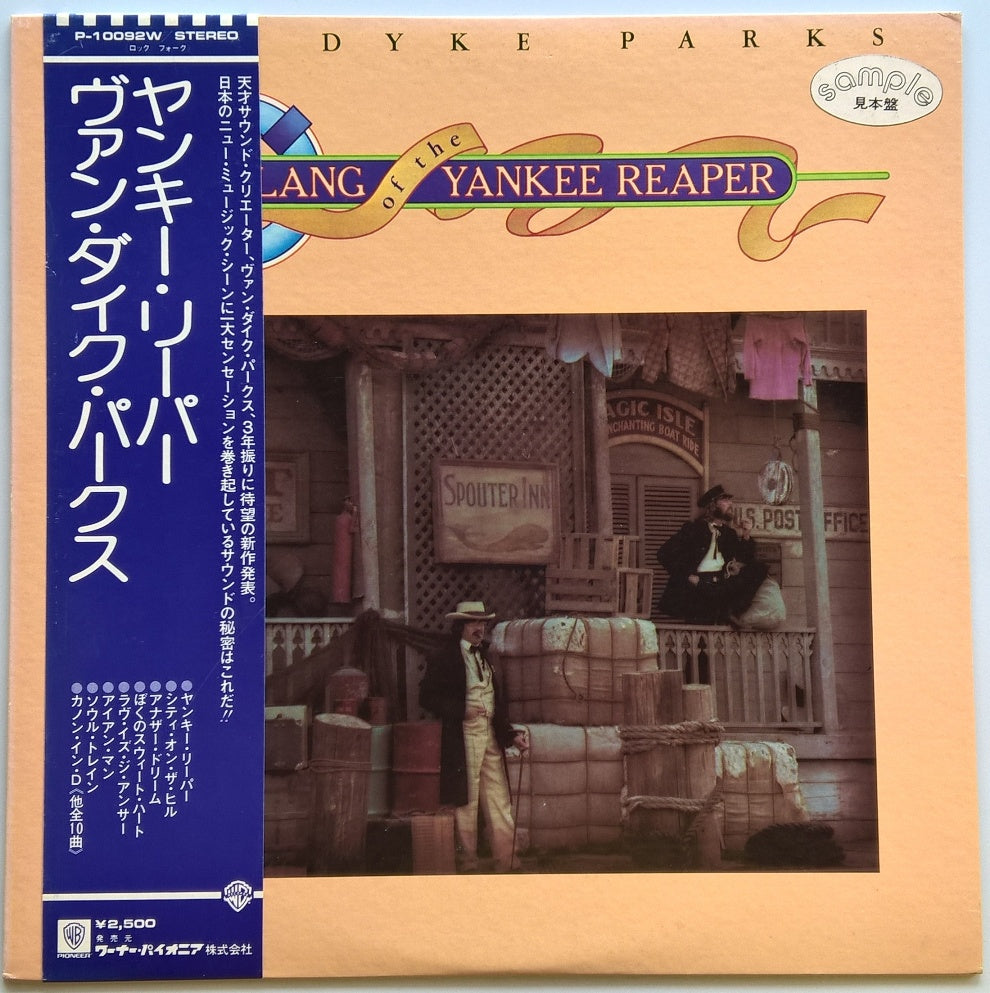 P-10092W STEREO
ロック フォーク
ヤンキー・リーパー
ヴァン・ダイク・パークス
天才サウンド・クリエーター、ヴァン・ダイク・パークス、3年振りに待望の新作発表。
日本のニュー・ミュージック・シーンに一大センセーションを巻き起しているサウンドの秘密はこれだ!!
●ヤンキー・リーパー
●シティ・オン・ザ・ヒル
●アナザー・ドリーム
●ぼくのスウィート・ハート
●ラヴ・イズ・ジ・アンサー
●アイアン・マン
●ソウル・トレイン
●カノン・イン・D《他全10曲》
WB
PIONEER
¥2,500
発売元
ワーナー・パイオニア株式会社
DYKE PARKS
sample
見本盤
LANG of the YANKEE REAPER
AGIC ISLE
NCHANTING BOAT RIDE
SPOUTER INN
U.S. POST OFFICE